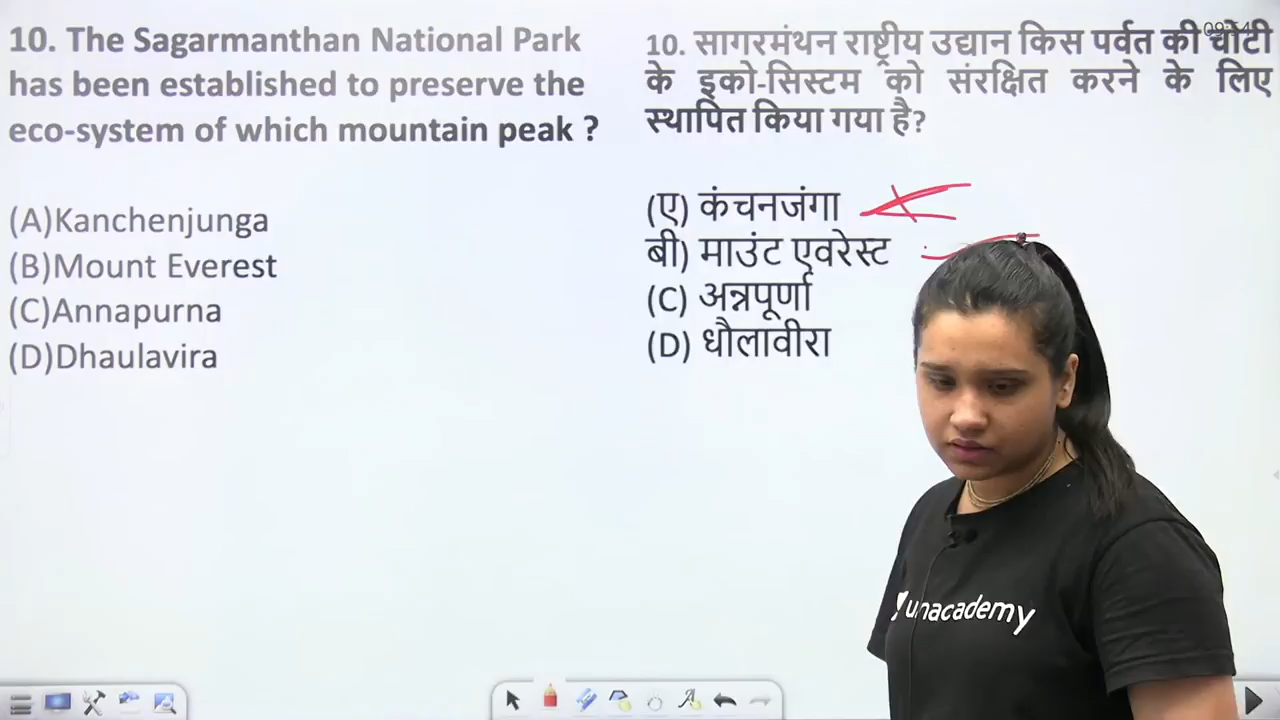 10. The Sagarmanthan National Park
has been established to preserve the
eco-system of which mountain peak ?
(A)Kanchenjunga
(B)Mount Everest
(C)Annapurna
(D)Dhaulavira
10. सागरमंथन राष्ट्रीय उद्यान किस पर्वत की चोटी
के इको-सिस्टम को संरक्षित करने के लिए
स्थापित किया गया है?
(ए) कंचनजंगा
बी) माउंट एवरेस्ट
(C) अन्नपूर्णा
(D) धौलावीरा
unacademy